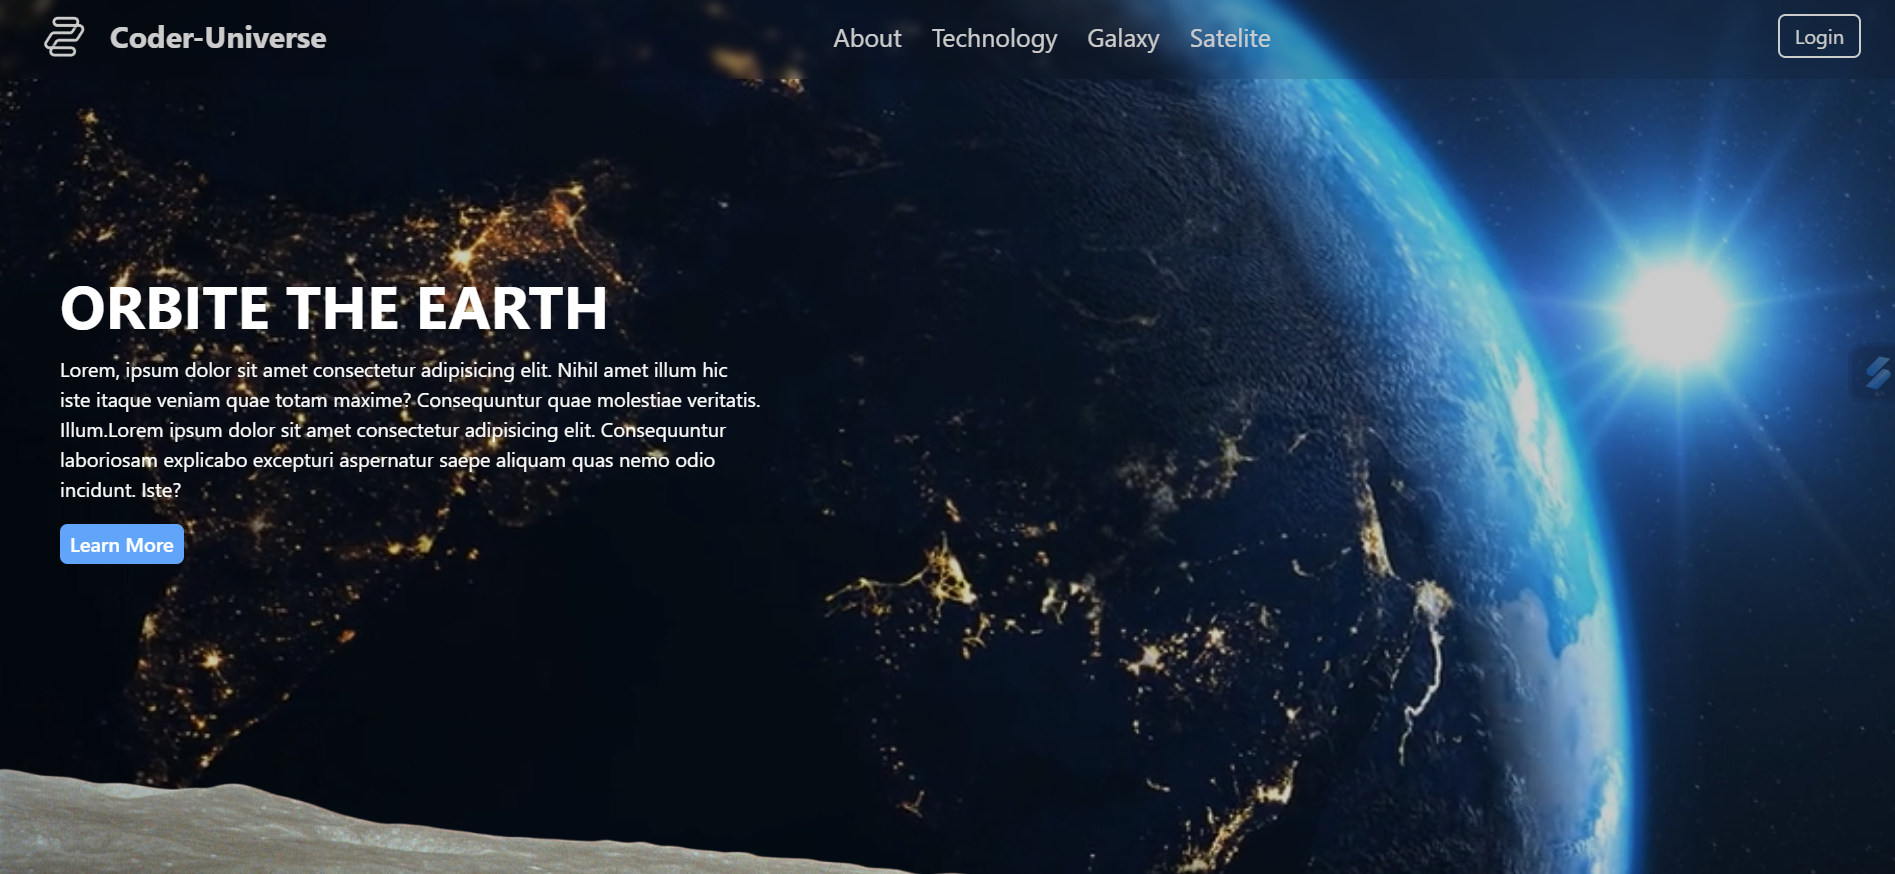 Coder-Universe
About Technology Galaxy Satelite
Login
ORBITE THE EARTH
Lorem, ipsum dolor sit amet consectetur adipisicing elit. Nihil amet illum hic
iste itaque veniam quae totam maxime? Consequuntur quae molestiae veritatis.
Illum.Lorem ipsum dolor sit amet consectetur adipisicing elit. Consequuntur
laboriosam explicabo excepturi aspernatur saepe aliquam quas nemo odio
incidunt. Iste?
Learn More